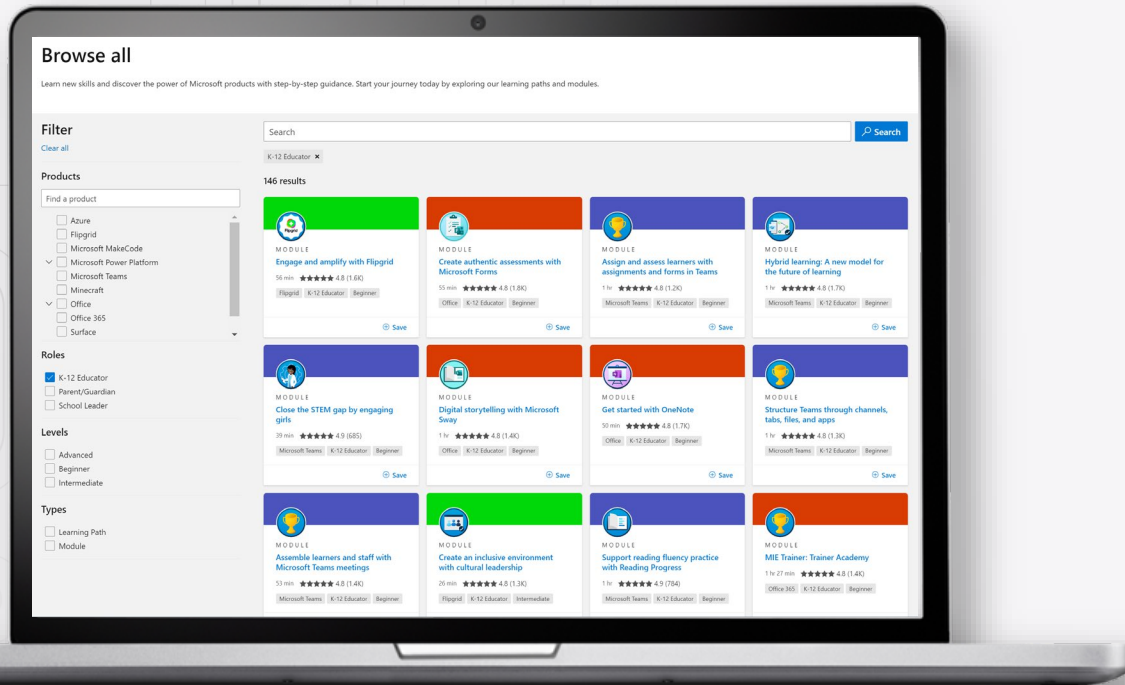 Browse all
Learn new skills and discover the power of Microsoft products with step-by-step guidance. Start your journey today by exploring our learning paths and modules.
Filter
Clear all
Products
Find a product
Azure
Flipgrid
Microsoft MakeCode
Microsoft Power Platform
Microsoft Teams
Minecraft
Office
Office 365
Surface
Roles
K-12 Educator
Parent/Guardian
School Leader
Levels
Advanced
Beginner
Intermediate
Types
Learning Path
Module
Search
Search
K-12 Educator ×
146 results
Flipgrid
MODULE
Engage and amplify with Flipgrid
56 min ★★★★★ 4.8 (1.6K)
Flipgrid K-12 Educator Beginner
Save
MODULE
Create authentic assessments with
Microsoft Forms
55 min ★★★★★ 4.8 (1.8K)
Office K-12 Educator Beginner
Save
MODULE
Assign and assess learners with
assignments and forms in Teams
1 hr ★★★★★ 4.8 (1.2K)
Microsoft Teams K-12 Educator Beginner
Save
MODULE
Hybrid learning: A new model for
the future of learning
1 hr ★★★★★ 4.8 (1.7K)
Microsoft Teams K-12 Educator Beginner
Save
MODULE
Close the STEM gap by engaging
girls
39 min ★★★★★ 4.9 (685)
Microsoft Teams K-12 Educator Beginner
Save
MODULE
Digital storytelling with Microsoft
Sway
1 hr ★★★★★ 4.8 (1.4K)
Office K-12 Educator Beginner
Save
MODULE
Get started with OneNote
50 min ★★★★★ 4.8 (1.7K)
Office K-12 Educator Beginner
Save
MODULE
Structure Teams through channels,
tabs, files, and apps
1 hr ★★★★★ 4.8 (1.3K)
Microsoft Teams K-12 Educator Beginner
Save
MODULE
Assemble learners and staff with
Microsoft Teams meetings
53 min ★★★★★ 4.8 (1.4K)
Microsoft Teams K-12 Educator Beginner
MODULE
Create an inclusive environment
with cultural leadership
26 min ★★★★★ 4.8 (1.3K)
Flipgrid K-12 Educator Intermediate
MODULE
Support reading fluency practice
with Reading Progress
1 hr ★★★★★ 4.9 (784)
Microsoft Teams K-12 Educator Beginner
MODULE
MIE Trainer: Trainer Academy
1 hr 27 min ★★★★★ 4.8 (1.4K)
Office 365 K-12 Educator Beginner